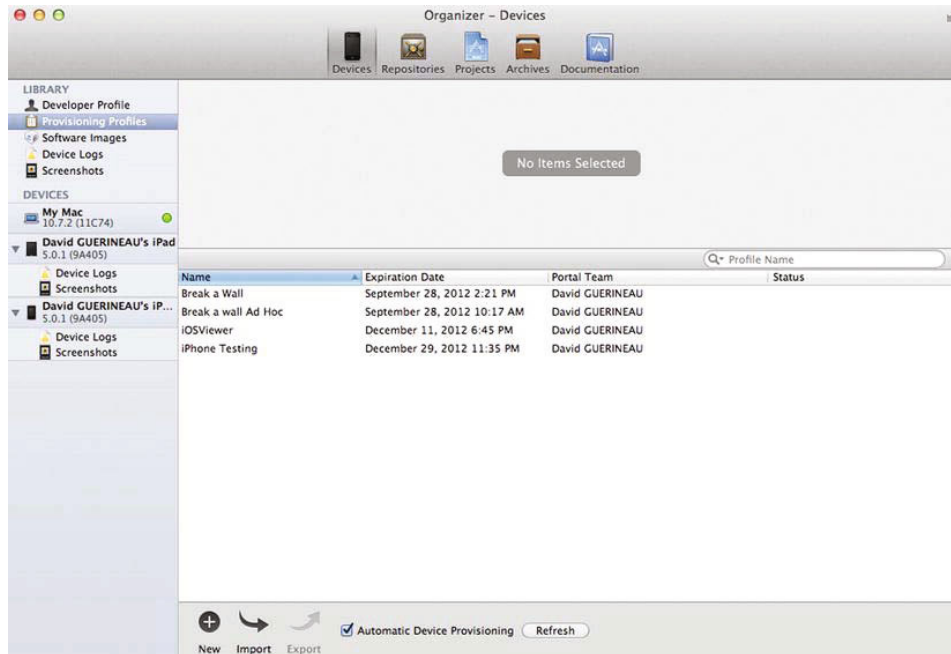 Organizer – Devices
Devices Repositories Projects Archives Documentation
LIBRARY
Developer Profile
Provisioning Profiles
Software Images
Device Logs
Screenshots
DEVICES
My Mac
10.7.2 (11C74)
David GUERINEAU's iPad
5.0.1 (9A405)
Device Logs
Screenshots
David GUERINEAU's iP...
5.0.1 (9A405)
Device Logs
Screenshots
No Items Selected
Profile Name
Name Expiration Date Portal Team Status
Break a Wall September 28, 2012 2:21 PM David GUERINEAU
Break a wall Ad Hoc September 28, 2012 10:17 AM David GUERINEAU
iOSViewer December 11, 2012 6:45 PM David GUERINEAU
iPhone Testing December 29, 2012 11:35 PM David GUERINEAU
New Import Export Automatic Device Provisioning Refresh